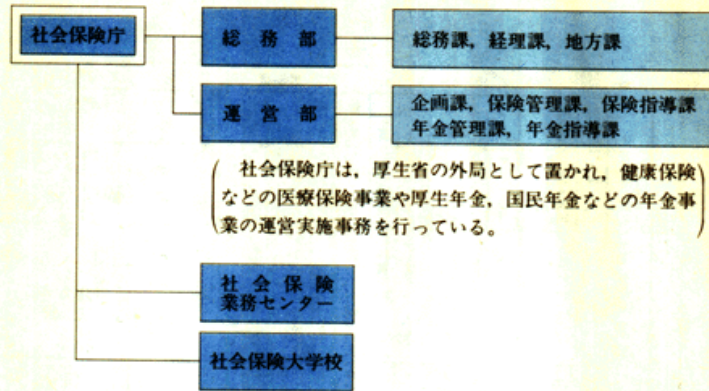 社会保険庁
総務部
総務課，経理課，地方課
運営部
企画課，保険管理課，保険指導課
年金管理課，年金指導課
社会保険庁は，厚生省の外局として置かれ，健康保険
などの医療保険事業や厚生年金，国民年金などの年金事
業の運営実施事務を行っている。
社会保険
業務センター
社会保険大学校